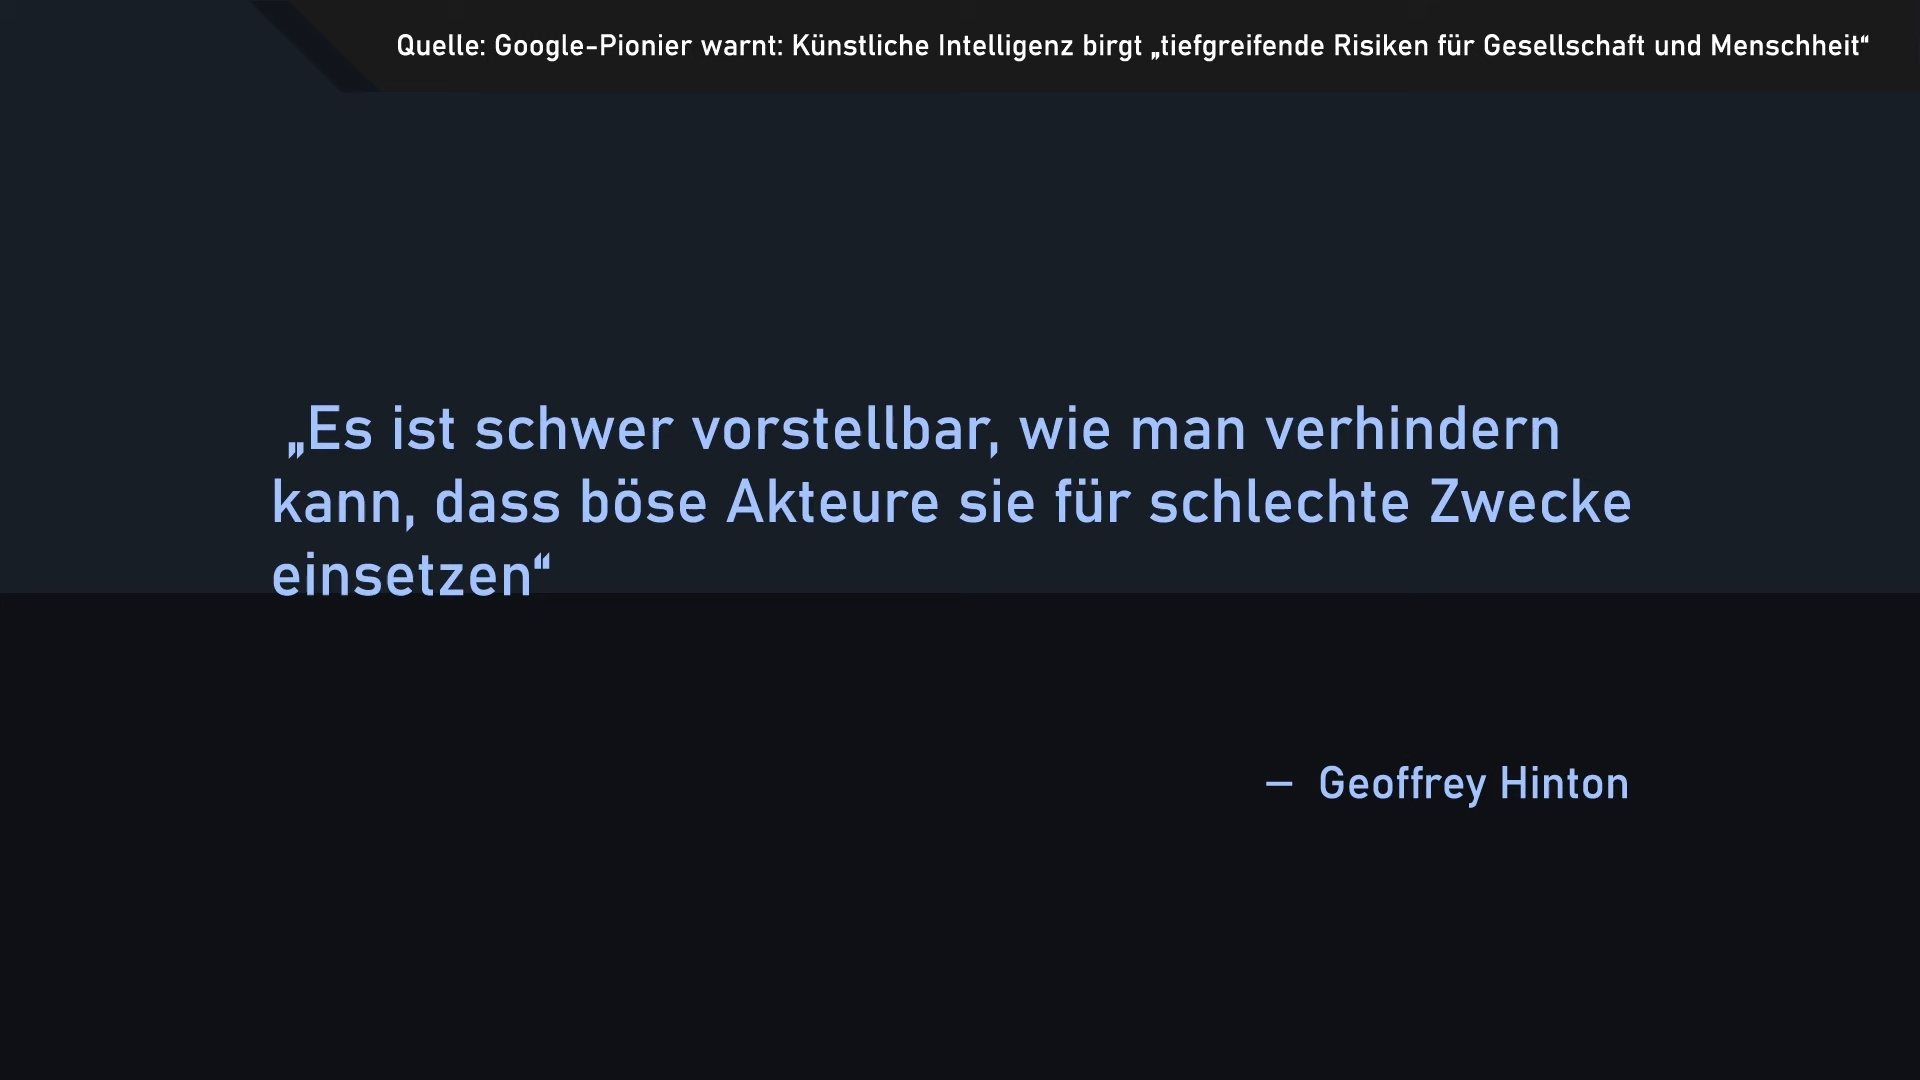 Quelle: Google-Pionier warnt: Künstliche Intelligenz birgt „tiefgreifende Risiken für Gesellschaft und Menschheit“
„Es ist schwer vorstellbar, wie man verhindern
kann, dass böse Akteure sie für schlechte Zwecke
einsetzen“
— Geoffrey Hinton